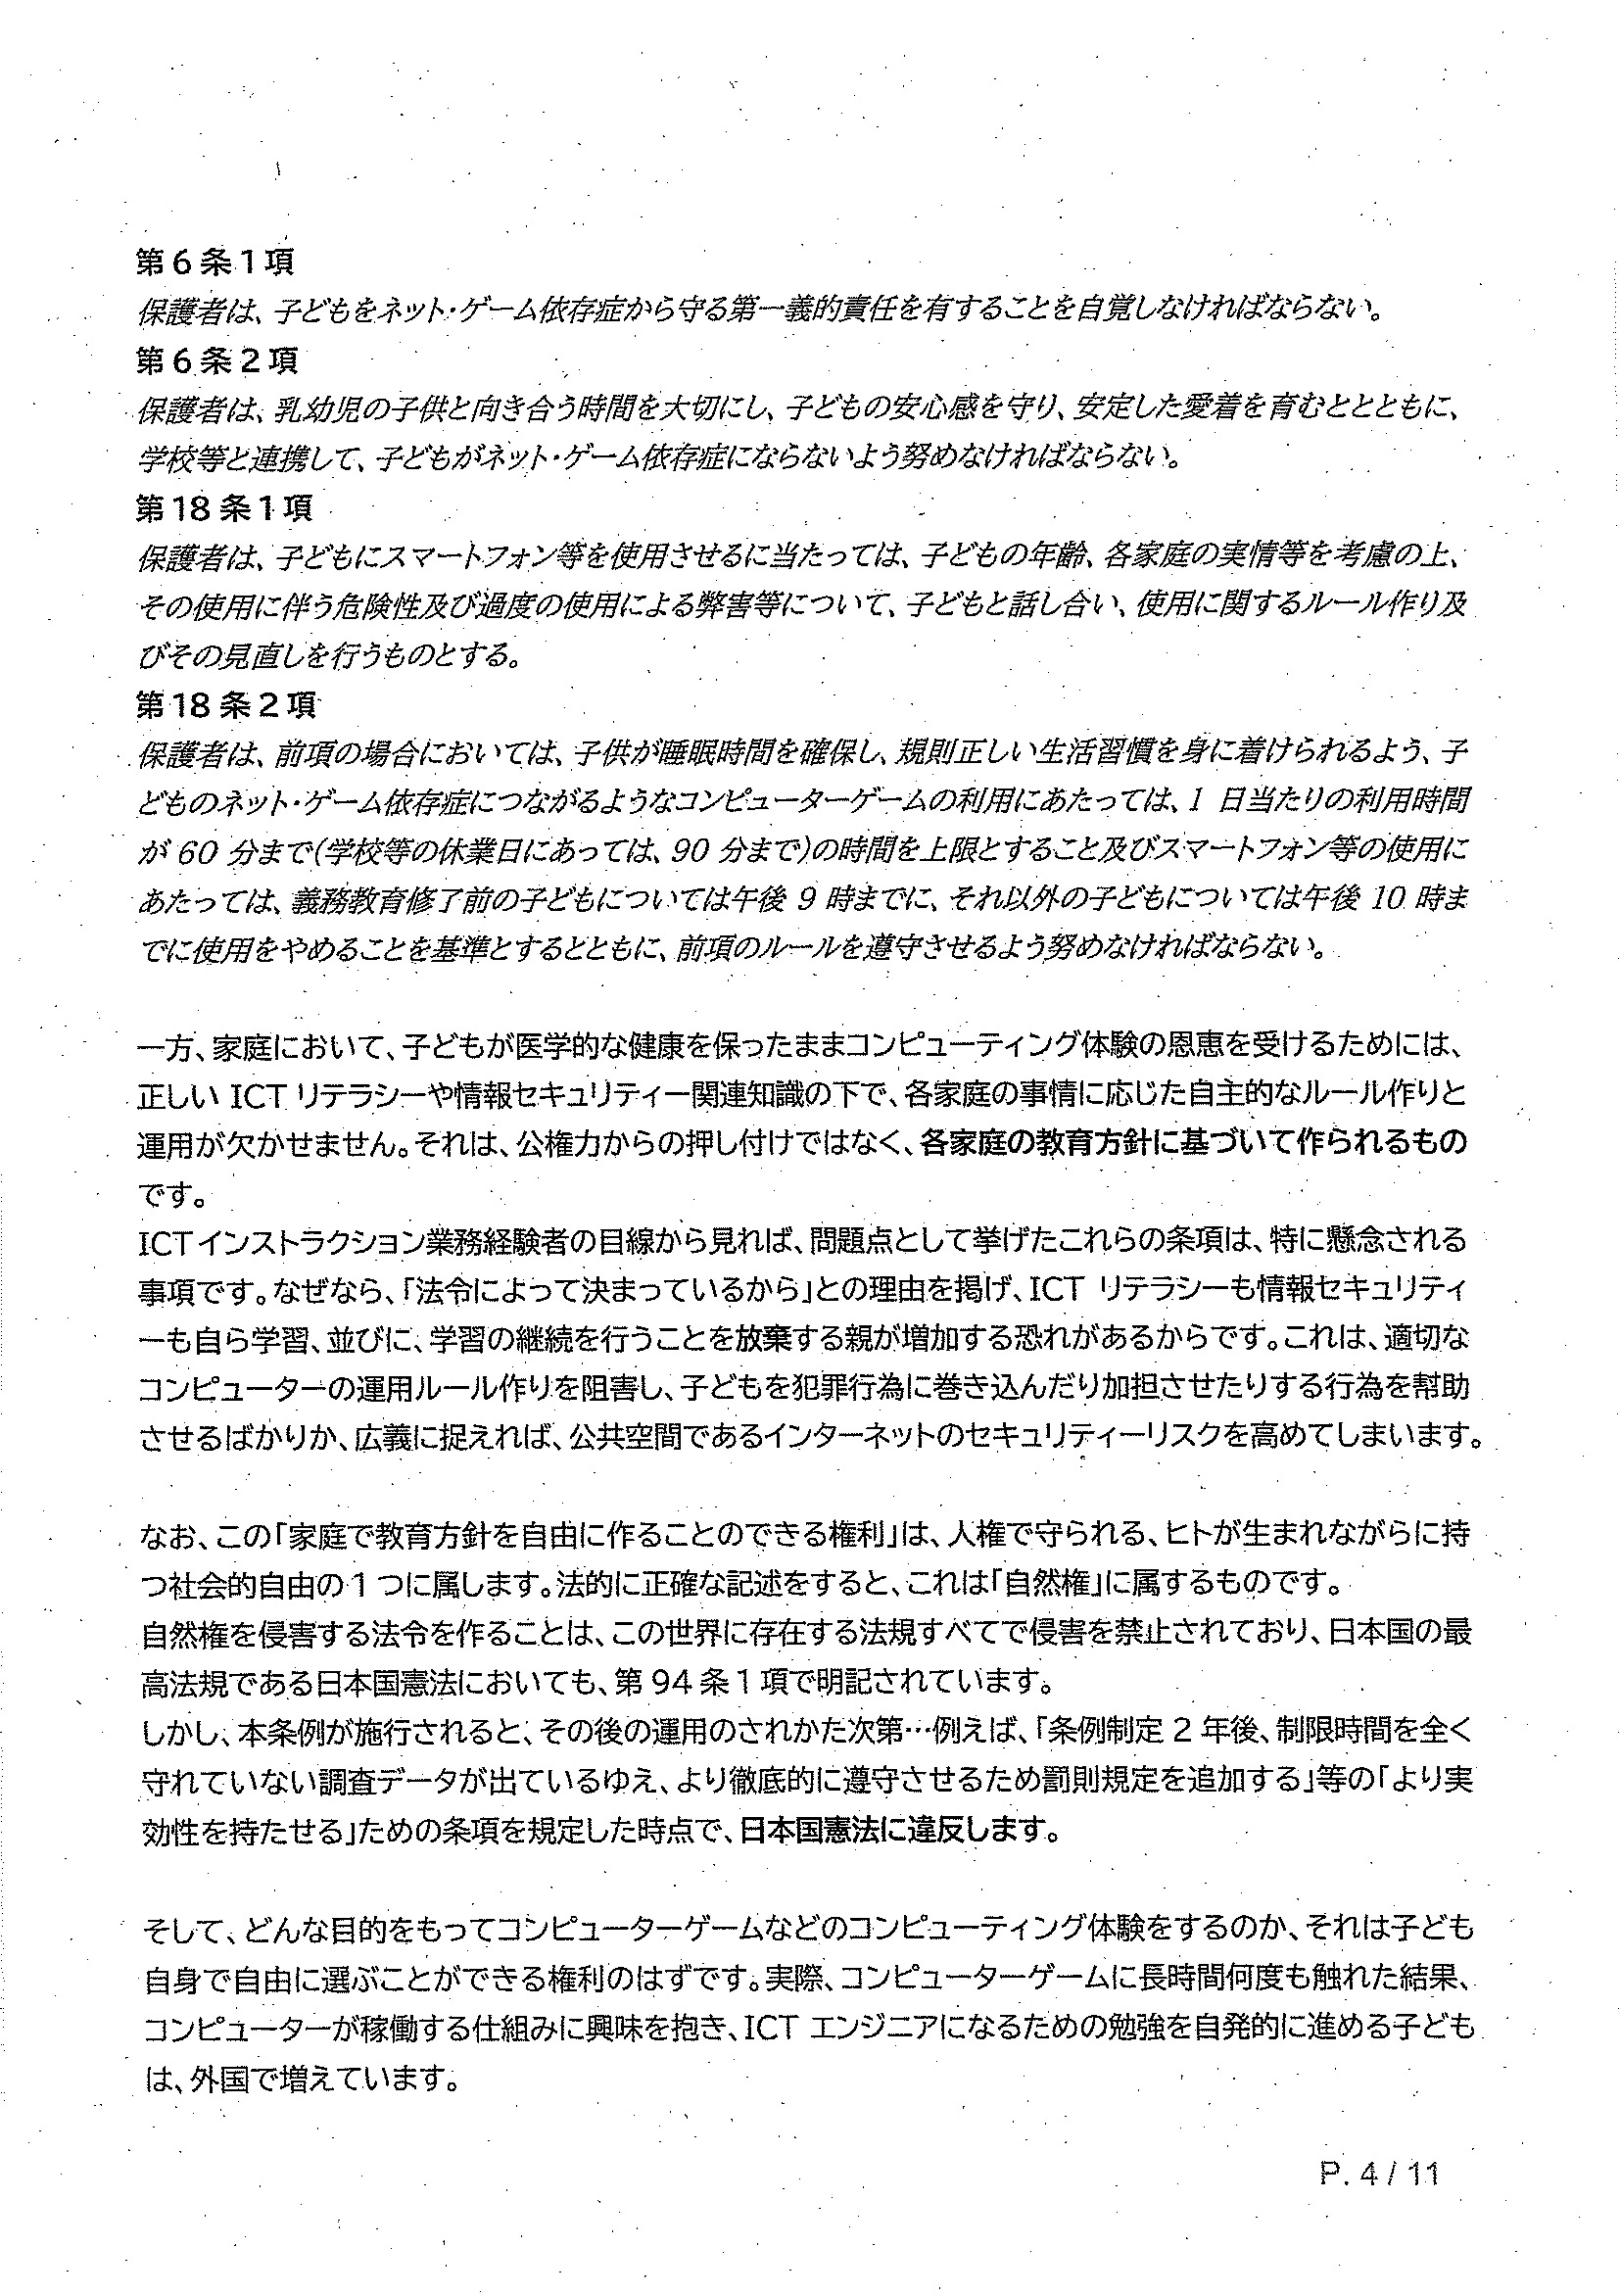 第6条1項
保護者は、子どもをネット・ゲーム依存症から守る第一義的責任を有することを自覚しなければならない。
第6条2項
保護者は、乳幼児の子供と向き合う時間を大切にし、子どもの安心感を守り、安定した愛着を育むととともに、
学校等と連携して、子どもがネット・ゲーム依存症にならないよう努めなければならない。
第18条1項
保護者は、子どもにスマートフォン等を使用させるに当たっては、子どもの年齢、各家庭の実情等を考慮の上、
その使用に伴う危険性及び過度の使用による弊害等について、子どもと話し合い、使用に関するルール作り及
びその見直しを行うものとする。
第18条2項
保護者は、前項の場合においては、子供が睡眠時間を確保し、規則正しい生活習慣を身に着けられるよう、子
どものネット・ゲーム依存症につながるようなコンピューターゲームの利用にあたっては、1 日当たりの利用時間
が 60 分まで(学校等の休業日にあっては、90 分まで)の時間を上限とすること及びスマートフォン等の使用に
あたっては、義務教育修了前の子どもについては午後 9 時までに、それ以外の子どもについては午後 10 時ま
でに使用をやめることを基準とするとともに、前項のルールを遵守させるよう努めなければならない。
一方、家庭において、子どもが医学的な健康を保ったままコンピューティング体験の恩恵を受けるためには、
正しい ICT リテラシーや情報セキュリティー関連知識の下で、各家庭の事情に応じた自主的なルール作りと
運用が欠かせません。それは、公権力からの押し付けではなく、各家庭の教育方針に基づいて作られるもの
です。
ICTインストラクション業務経験者の目線から見れば、問題点として挙げたこれらの条項は、特に懸念される
事項です。なぜなら、「法令によって決まっているから」との理由を掲げ、ICT リテラシーも情報セキュリティ
ーも自ら学習、並びに、学習の継続を行うことを放棄する親が増加する恐れがあるからです。これは、適切な
コンピューターの運用ルール作りを阻害し、子どもを犯罪行為に巻き込んだり加担させたりする行為を幇助
させるばかりか、広義に捉えれば、公共空間であるインターネットのセキュリティーリスクを高めてしまいます。
なお、この「家庭で教育方針を自由に作ることのできる権利」は、人権で守られる、ヒトが生まれながらに持
つ社会的自由の 1 つに属します。法的に正確な記述をすると、これは「自然権」に属するものです。
自然権を侵害する法令を作ることは、この世界に存在する法規すべてで侵害を禁止されており、日本国の最
高法規である日本国憲法においても、第 94 条 1 項で明記されています。
しかし、本条例が施行されると、その後の運用のされかた次第…例えば、「条例制定 2 年後、制限時間を全く
守れていない調査データが出ているゆえ、より徹底的に遵守させるため罰則規定を追加する」等の「より実
効性を持たせる」ための条項を規定した時点で、日本国憲法に違反します。
そして、どんな目的をもってコンピューターゲームなどのコンピューティング体験をするのか、それは子ども
自身で自由に選ぶことができる権利のはずです。実際、コンピューターゲームに長時間何度も触れた結果、
コンピューターが稼働する仕組みに興味を抱き、ICT エンジニアになるための勉強を自発的に進める子ども
は、外国で増えています。
P. 4 / 11